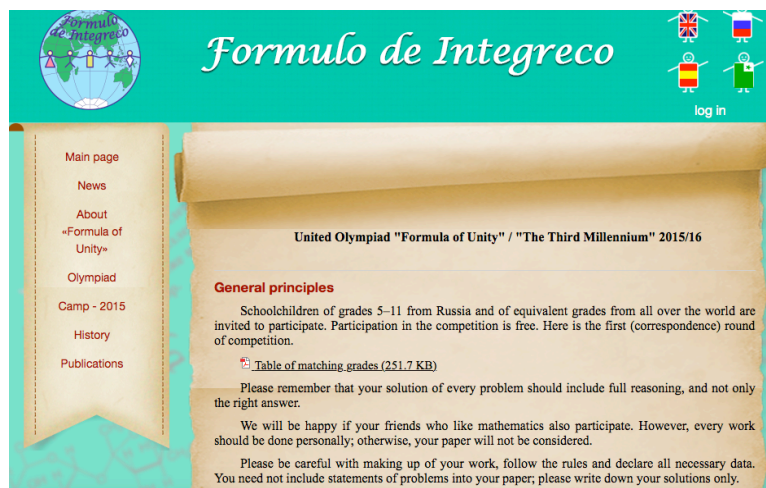 Formulo
de Integreco
Formulo de Integreco
log in
Main page
News
About
«Formula of
Unity»
Olympiad
Camp - 2015
History
Publications
United Olympiad "Formula of Unity" / "The Third Millennium" 2015/16
General principles
Schoolchildren of grades 5–11 from Russia and of equivalent grades from all over the world are
invited to participate. Participation in the competition is free. Here is the first (correspondence) round
of competition.
Table of matching grades (251.7 KB)
Please remember that your solution of every problem should include full reasoning, and not only
the right answer.
We will be happy if your friends who like mathematics also participate. However, every work
should be done personally; otherwise, your paper will not be considered.
Please be careful with making up of your work, follow the rules and declare all necessary data.
You need not include statements of problems into your paper; please write down your solutions only.